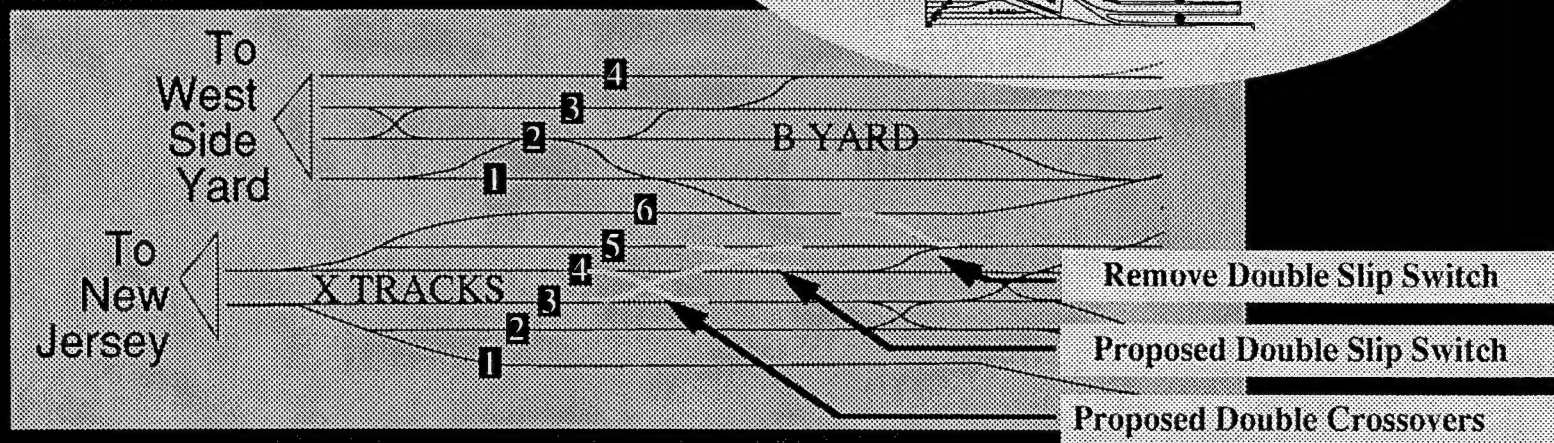 To
West
Side
Yard
4
3
2
1
B YARD
To
New
Jersey
6
5
4
3
2
1
X TRACKS
Remove Double Slip Switch
Proposed Double Slip Switch
Proposed Double Crossovers